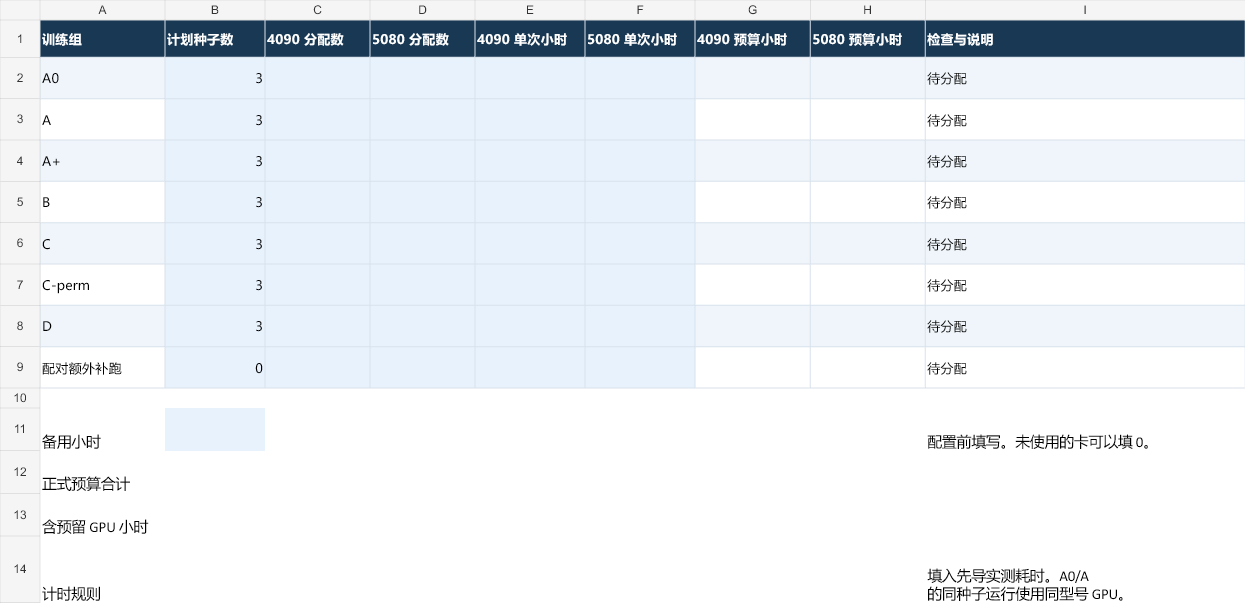 A B C D E F G H I
1 训练组 计划种子数 4090 分配数 5080 分配数 4090 单次小时 5080 单次小时 4090 预算小时 5080 预算小时 检查与说明
2 A0 3 待分配
3 A 3 待分配
4 A+ 3 待分配
5 B 3 待分配
6 C 3 待分配
7 C-perm 3 待分配
8 D 3 待分配
9 配对额外补跑 0 待分配
10
11 备用小时 配置前填写。未使用的卡可以填 0。
12 正式预算合计
13 含预留 GPU 小时
14 计时规则 填入先导实测耗时。A0/A
的同种子运行使用同型号 GPU。